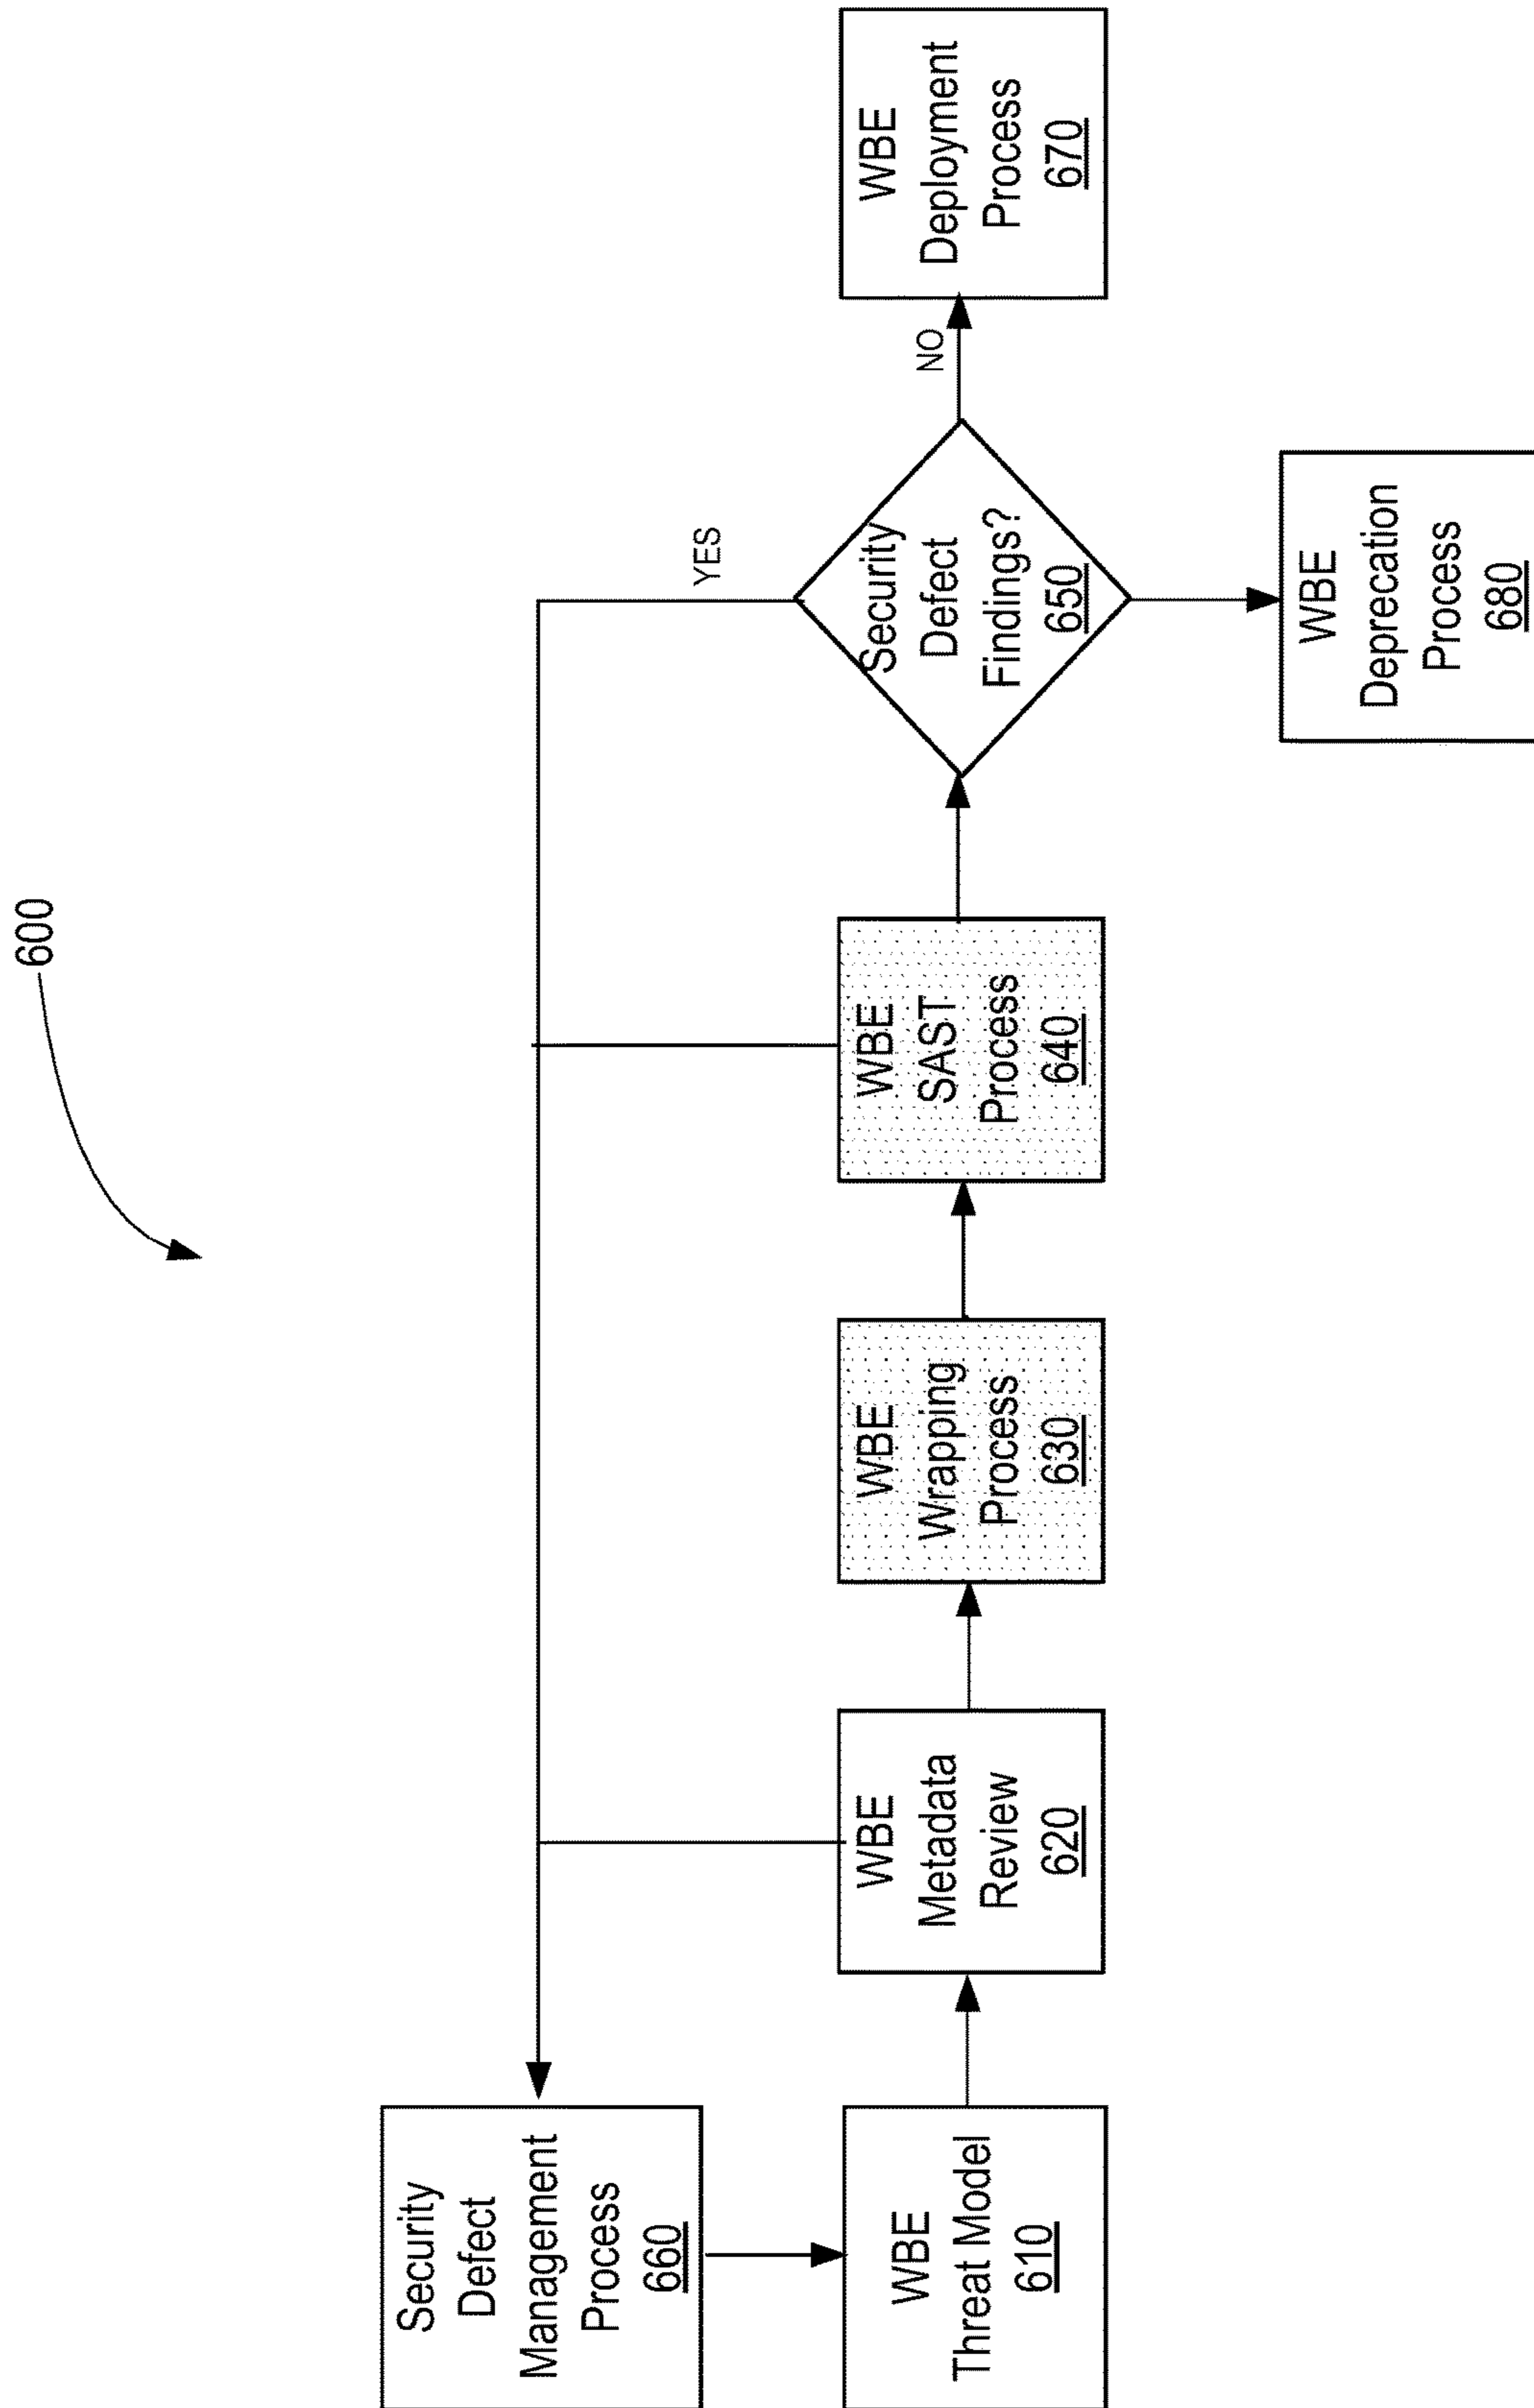 600
Security
Defect
Management
Process
660
YES
WBE
Threat Model
610
WBE
Metadata
Review
620
WBE
Wrapping
Process
630
WBE
SAST
Process
640
Security
Defect
Findings?
650
NO
WBE
Deployment
Process
670
WBE
Deprecation
Process
680